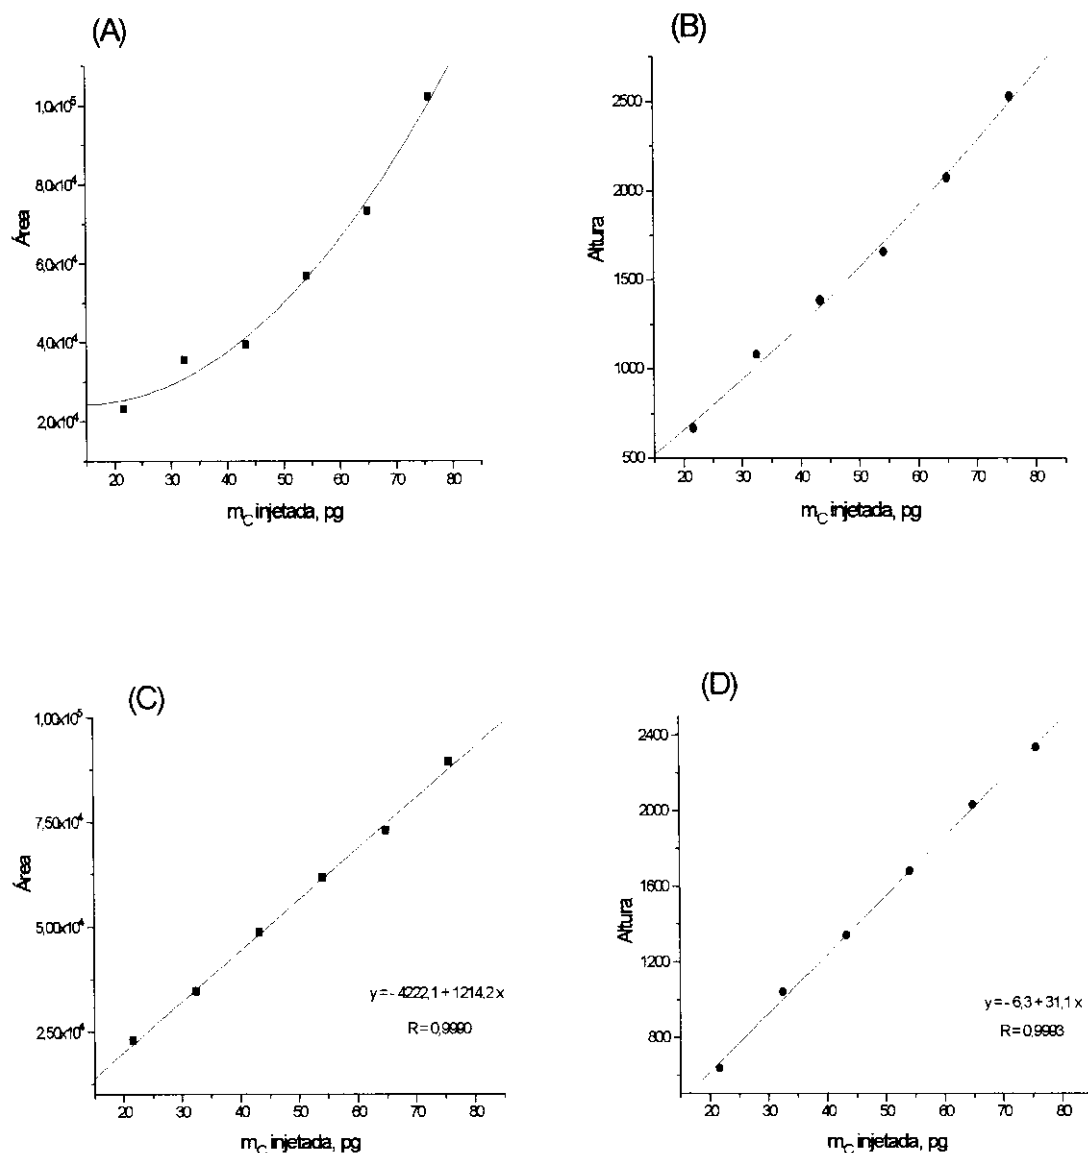 (A)
1,0x10⁵
8,0x10⁴
6,0x10⁴
4,0x10⁴
2,0x10⁴
Área
20 30 40 50 60 70 80
m_C injetada, pg
(B)
2500
2000
1500
1000
500
Altura
20 30 40 50 60 70 80
m_C injetada, pg
(C)
1,00x10⁵
7,50x10⁴
5,00x10⁴
2,50x10⁴
Área
y = - 4222,1 + 1214,2 x
R = 0,9990
20 30 40 50 60 70 80
m_C injetada, pg
(D)
2400
2000
1600
1200
800
Altura
y = - 6,3 + 31,1 x
R = 0,9993
20 30 40 50 60 70 80
m_C injetada, pg